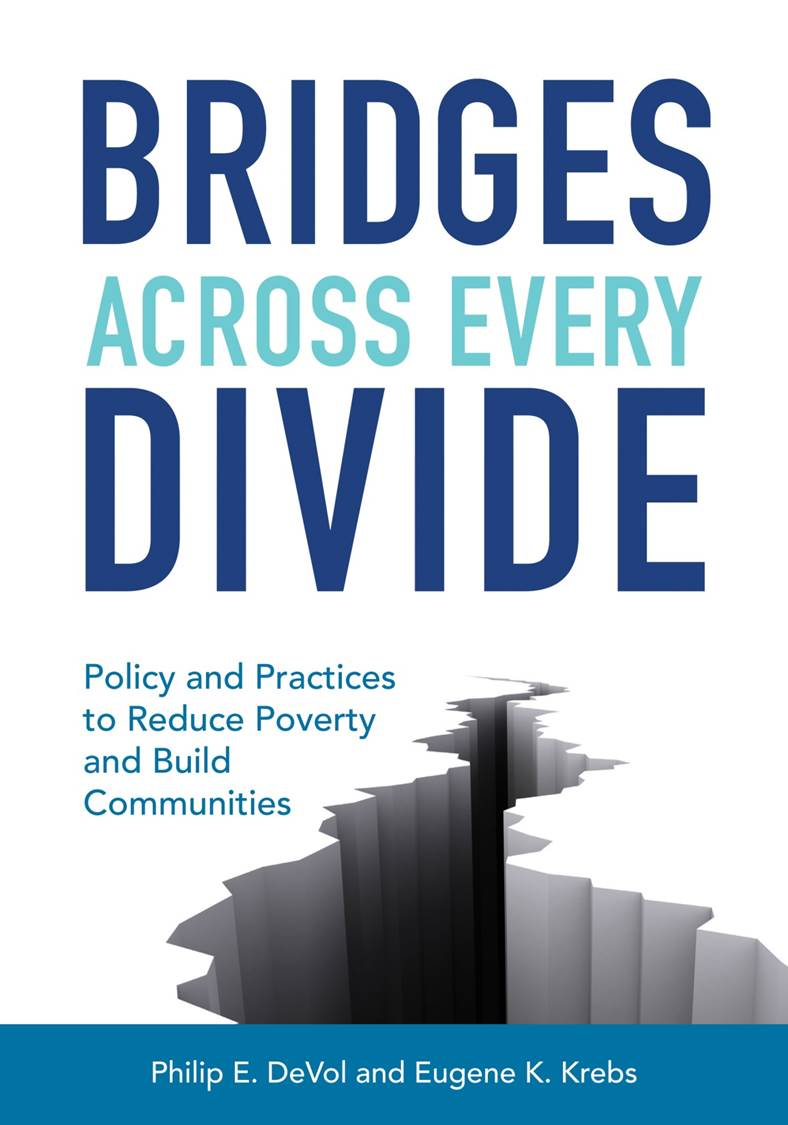 BRIDGES
ACROSS EVERY
DIVIDE
Policy and Practices
to Reduce Poverty
and Build
Communities
Philip E. DeVol and Eugene K. Krebs